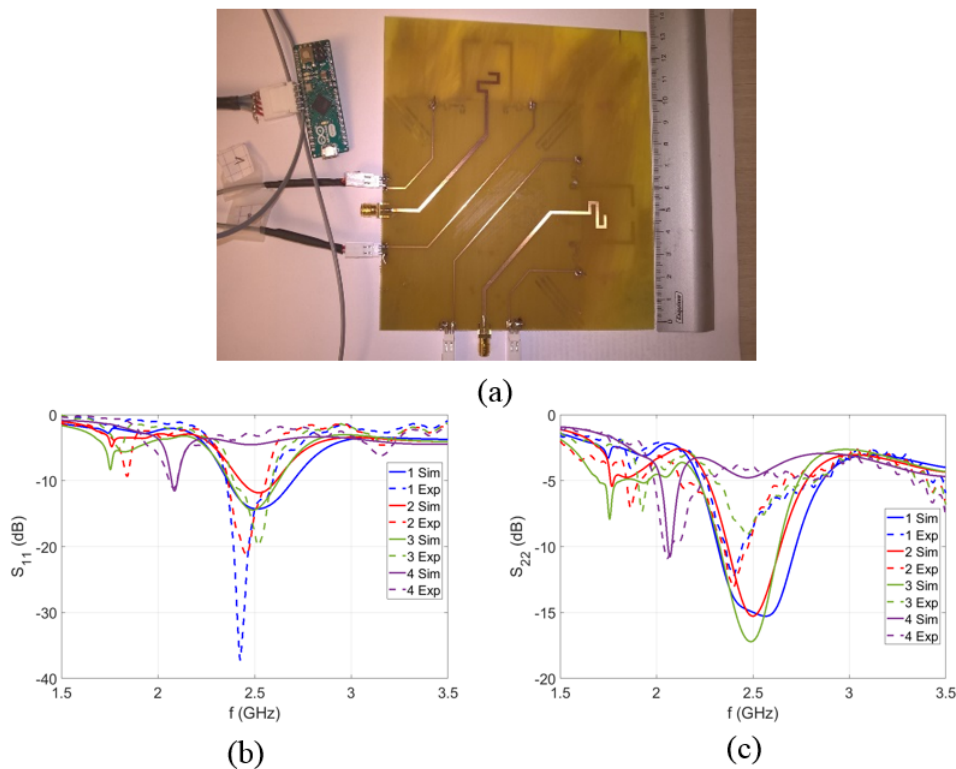 (a)
0
-10
-20
-30
-40
S11 (dB)
1.5 2 2.5 3 3.5
f (GHz)
1 Sim
1 Exp
2 Sim
2 Exp
3 Sim
3 Exp
4 Sim
4 Exp
(b)
0
-5
-10
-15
-20
S22 (dB)
1.5 2 2.5 3 3.5
f (GHz)
1 Sim
1 Exp
2 Sim
2 Exp
3 Sim
3 Exp
4 Sim
4 Exp
(c)